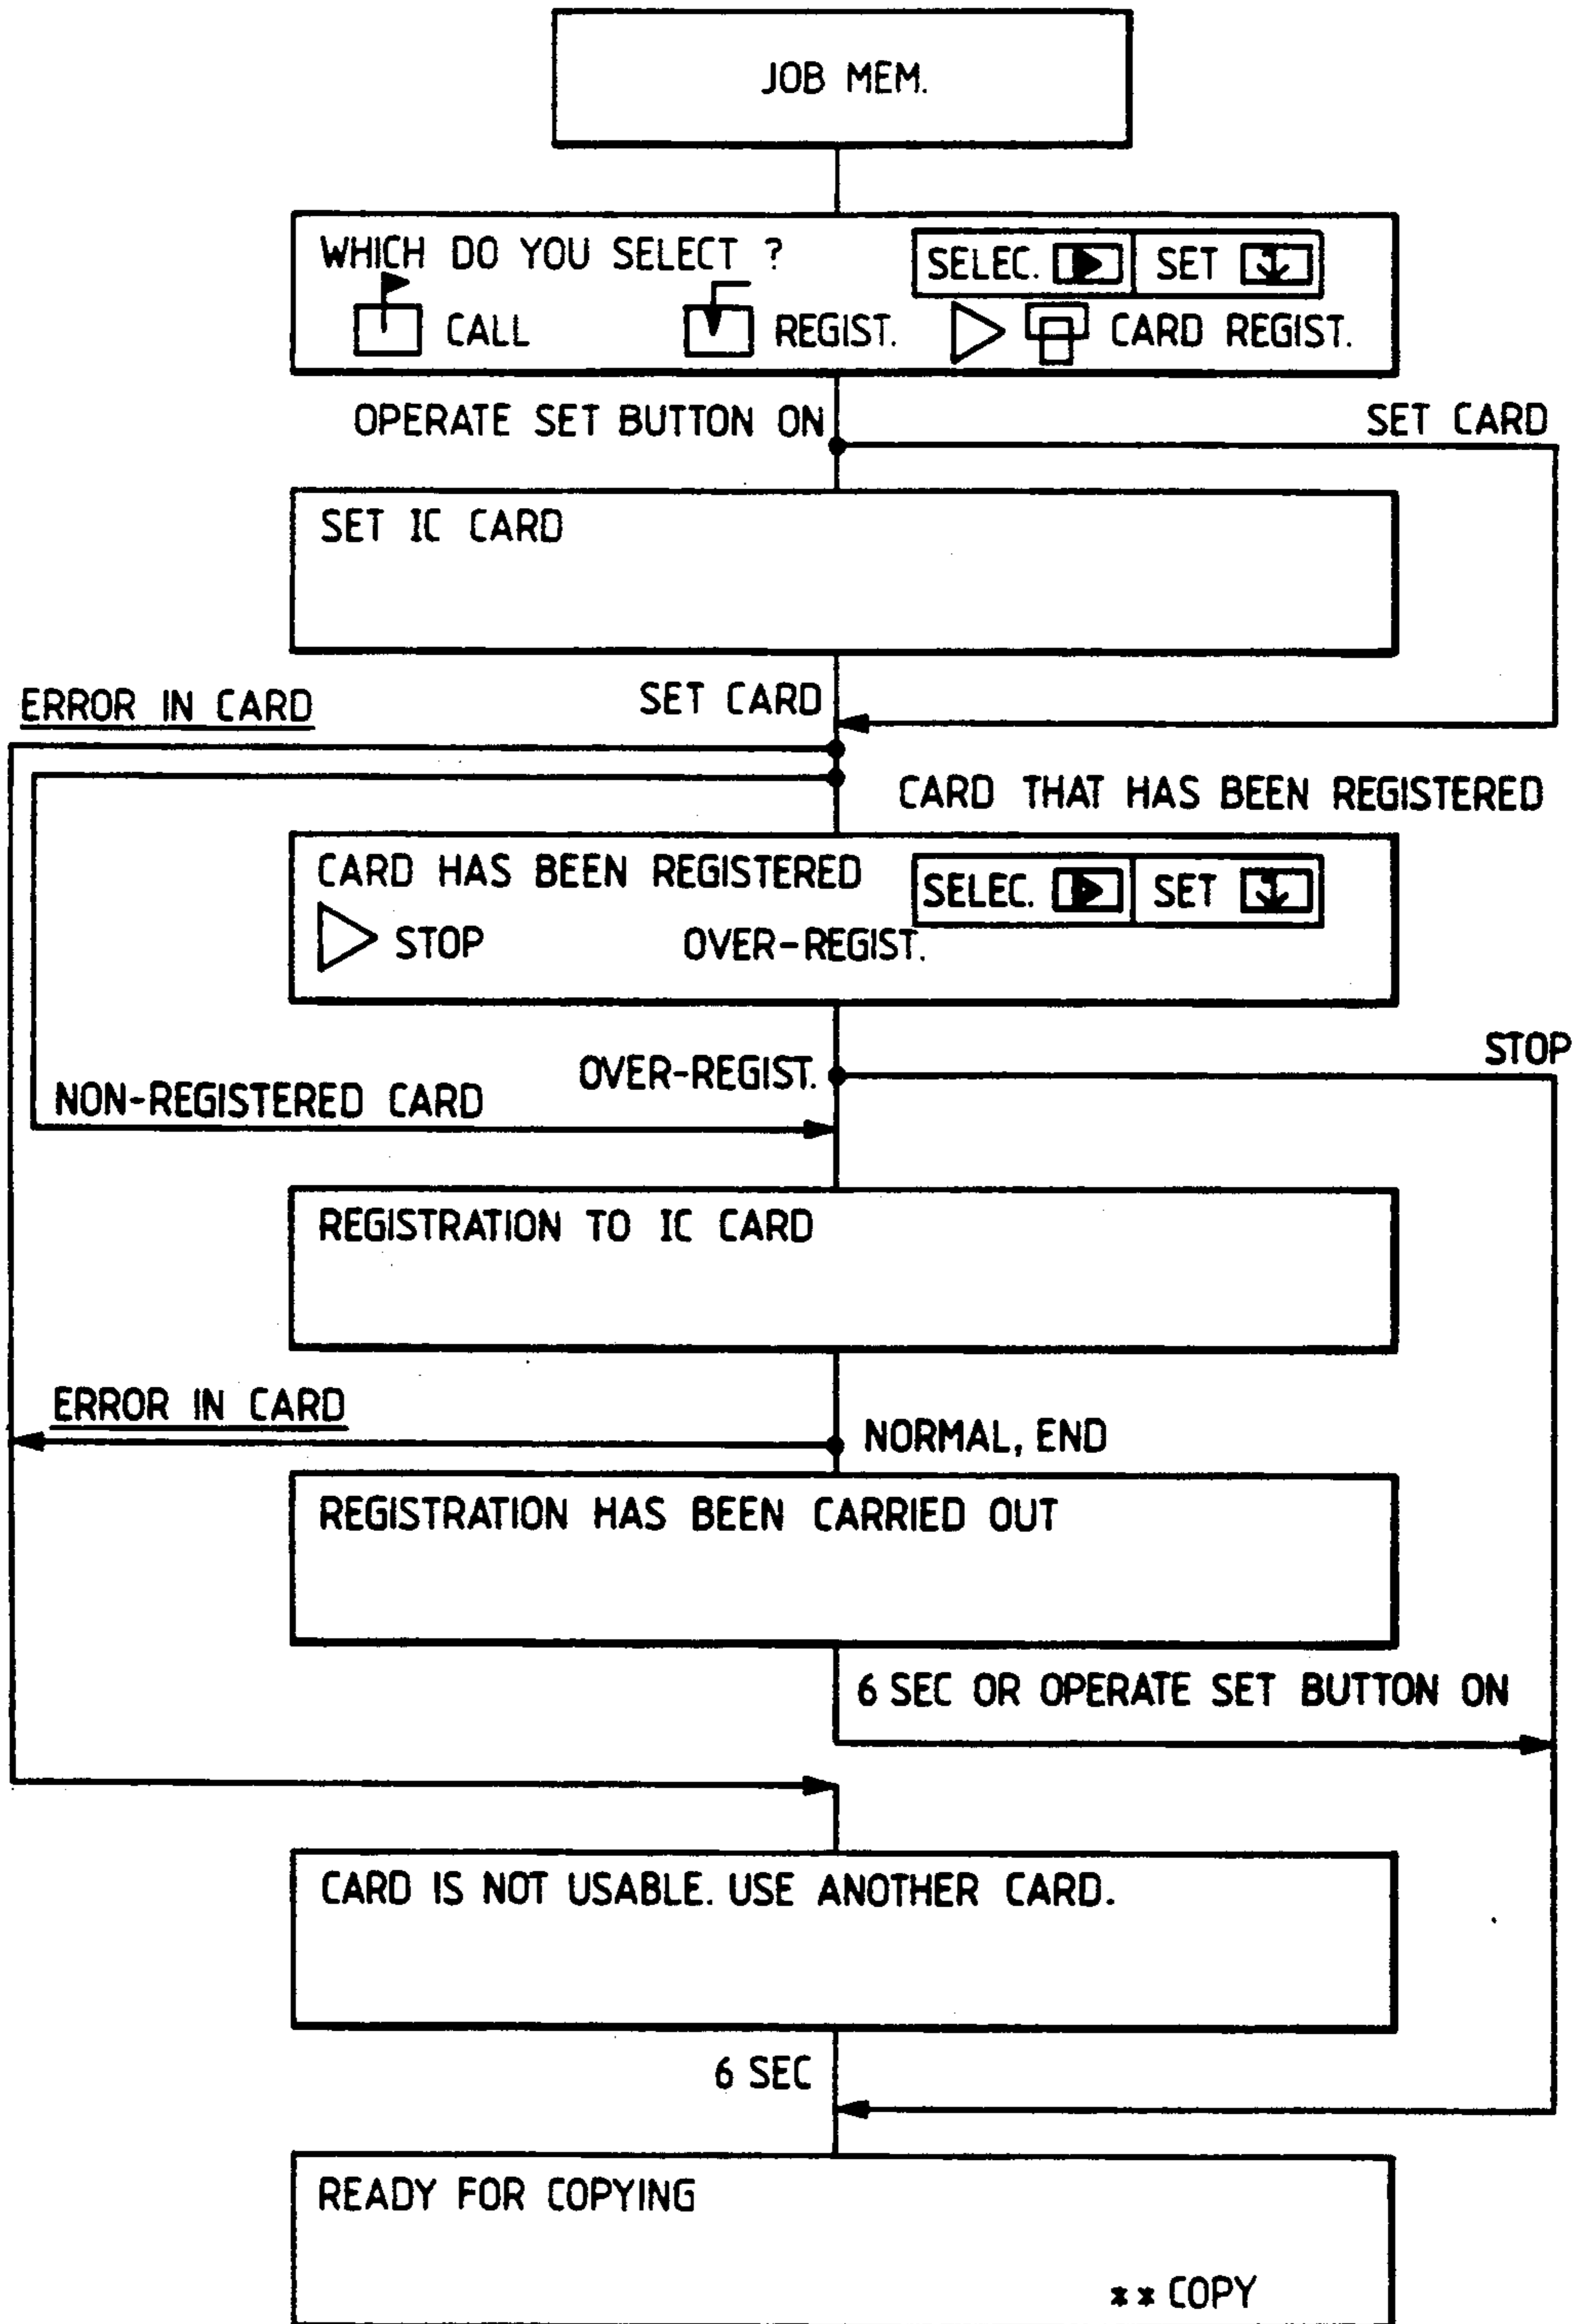 JOB MEM.
WHICH DO YOU SELECT ?
SELEC. SET
CALL REGIST. CARD REGIST.
OPERATE SET BUTTON ON
SET CARD
SET IC CARD
ERROR IN CARD
SET CARD
CARD THAT HAS BEEN REGISTERED
CARD HAS BEEN REGISTERED
SELEC. SET
STOP OVER-REGIST.
STOP
OVER-REGIST.
NON-REGISTERED CARD
REGISTRATION TO IC CARD
ERROR IN CARD
NORMAL, END
REGISTRATION HAS BEEN CARRIED OUT
6 SEC OR OPERATE SET BUTTON ON
CARD IS NOT USABLE. USE ANOTHER CARD.
6 SEC
READY FOR COPYING
** COPY